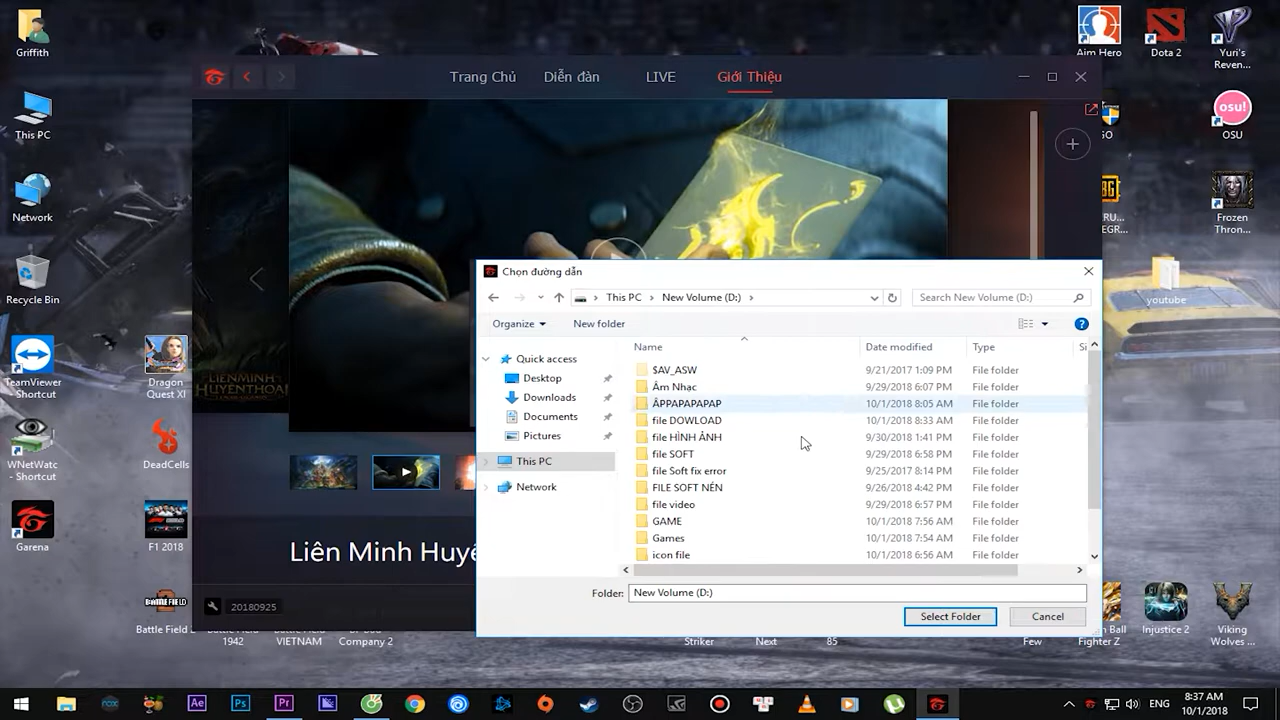 Griffith
This PC
Network
Recycle Bin
TeamViewer
Shortcut
WNetWatc
- Shortcut
Garena
Dragon
Quest XI
DeadCells
F1 2018
Battle Field
1942
VIETNAM
Company 2
Striker
Next
85
Few
Fighter Z
Injustice 2
Viking
Wolves ...
Aim Hero
Dota 2
Yuri's
Reven...
osu!
OSU
GO
Frozen
Thron...
youtube
Trang Chủ
Diễn đàn
LIVE
Giới Thiệu
LIENMINH
HUYENTHOAI
Liên Minh Huyề
20180925
Chọn đường dẫn
This PC
New Volume (D:)
Search New Volume (D:)
Organize
New folder
Quick access
Desktop
Downloads
Documents
Pictures
This PC
Network
Name Date modified Type Si
$AV_ASW 9/21/2017 1:09 PM File folder
Âm Nhạc 9/29/2018 6:07 PM File folder
ÂPPAPAPAPAP 10/1/2018 8:05 AM File folder
file DOWLOAD 10/1/2018 8:33 AM File folder
file HÌNH ẢNH 9/30/2018 1:41 PM File folder
file SOFT 9/29/2018 6:58 PM File folder
file Soft fix error 9/25/2017 8:14 PM File folder
FILE SOFT NÉN 9/26/2018 4:42 PM File folder
file video 9/29/2018 6:57 PM File folder
GAME 10/1/2018 7:56 AM File folder
Games 10/1/2018 7:54 AM File folder
icon file 10/1/2018 6:56 AM File folder
Folder: New Volume (D:)
Select Folder
Cancel
Ae
Ps
Pr
ENG
8:37 AM
10/1/2018